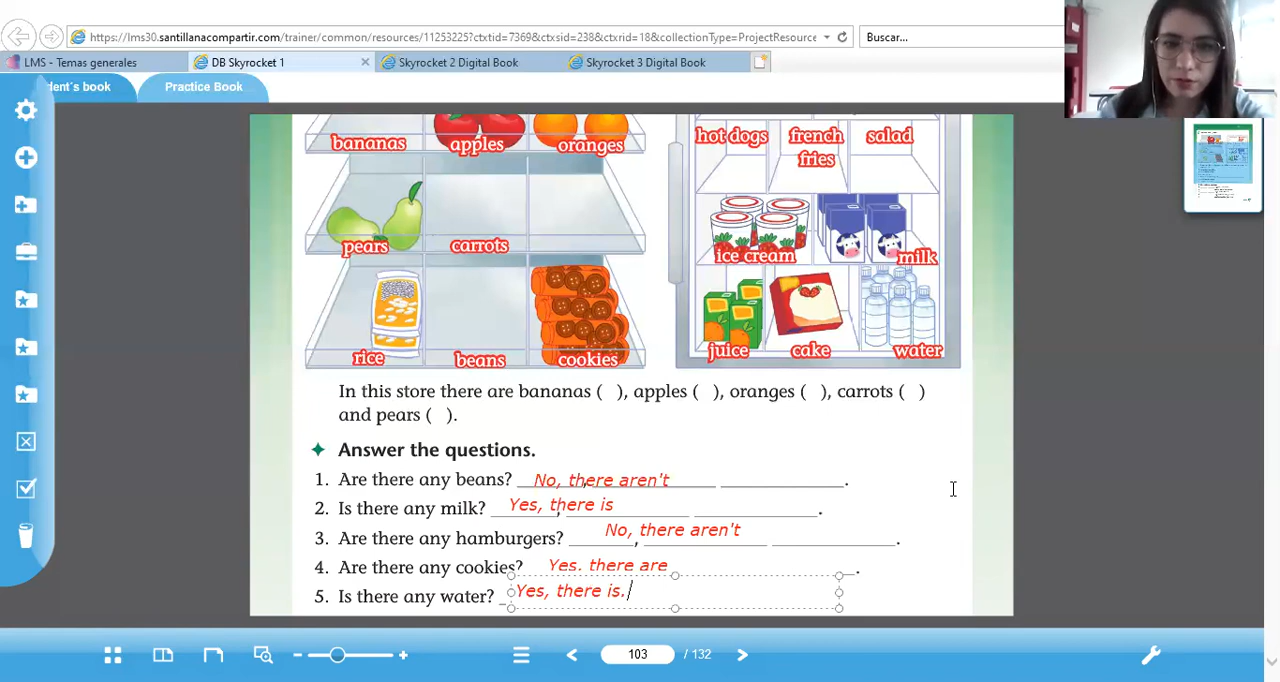 https://lms30.santillanacompartir.com/trainer/common/resources/11253225?ctxtid=7369&ctxsid=238&ctxrid=18&collectionType=ProjectResource
Buscar...
LMS - Temas generales
DB Skyrocket 1
Skyrocket 2 Digital Book
Skyrocket 3 Digital Book
dent's book
Practice Book
bananas apples oranges
hot dogs french fries salad
pears carrots
ice cream milk
rice beans cookies
juice cake water
In this store there are bananas ( ), apples ( ), oranges ( ), carrots ( )
and pears ( ).
Answer the questions.
1. Are there any beans? No, there aren't.
2. Is there any milk? Yes, there is.
3. Are there any hamburgers? No, there aren't.
4. Are there any cookies? Yes. there are.
5. Is there any water? Yes, there is.
103 / 132